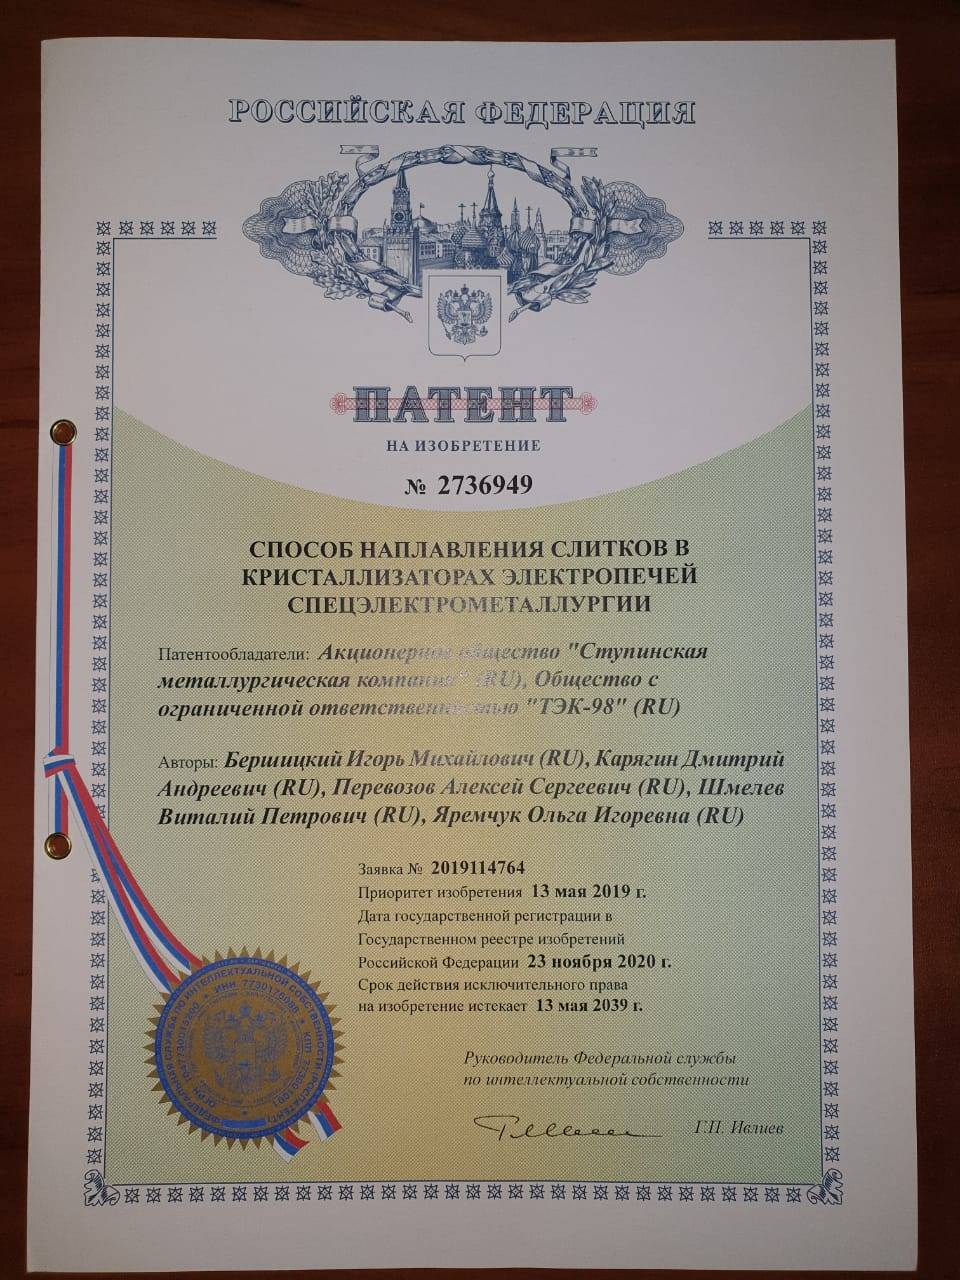 РОССИЙСКАЯ ФЕДЕРАЦИЯ
ПАТЕНТ
НА ИЗОБРЕТЕНИЕ
№ 2736949
СПОСОБ НАПЛАВЛЕНИЯ СЛИТКОВ В
КРИСТАЛЛИЗАТОРАХ ЭЛЕКТРОПЕЧЕЙ
СПЕЦЭЛЕКТРОМЕТАЛЛУРГИИ
Патентообладатели: Акционерное общество "Ступинская
металлургическая компания" (RU), Общество с
ограниченной ответственностью "ТЭК-98" (RU)
Авторы: Бершицкий Игорь Михайлович (RU), Карягин Дмитрий
Андреевич (RU), Перевозов Алексей Сергеевич (RU), Шмелев
Виталий Петрович (RU), Яремчук Ольга Игоревна (RU)
Заявка № 2019114764
Приоритет изобретения 13 мая 2019 г.
Дата государственной регистрации в
Государственном реестре изобретений
Российской Федерации 23 ноября 2020 г.
Срок действия исключительного права
на изобретение истекает 13 мая 2039 г.
Руководитель Федеральной службы
по интеллектуальной собственности
Г.П. Ивлиев
ФЕДЕРАЛЬНАЯ СЛУЖБА ПО ИНТЕЛЛЕКТУАЛЬНОЙ СОБСТВЕННОСТИ (РОСПАТЕНТ)